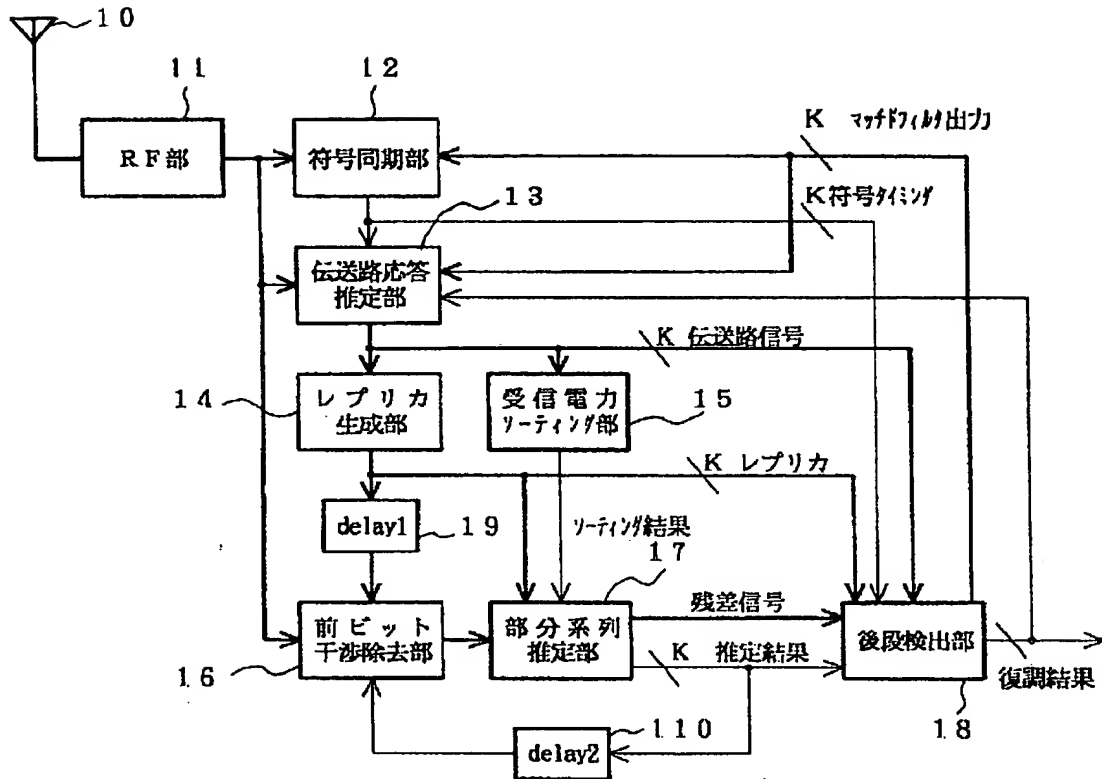 10
11
12
K マッチドフィルタ出力
RF部
符号同期部
K符号タイミング
13
伝送路応答
推定部
K 伝送路信号
14
レプリカ
生成部
受信電力
ソーティング部
15
K レプリカ
delay1
19
ソーティング結果
17
前ビット
干渉除去部
16
部分系列
推定部
残差信号
K 推定結果
後段検出部
復調結果
18
110
delay2